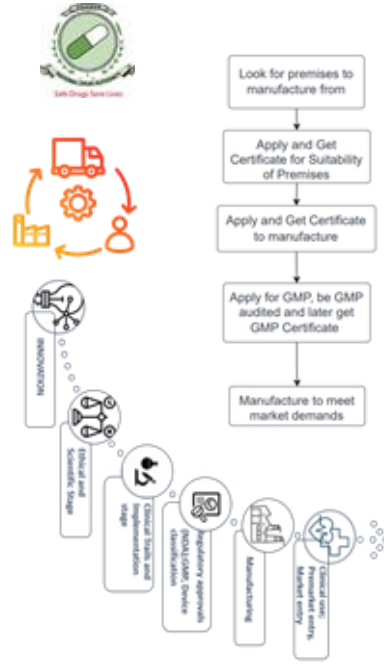 Safe Drugs Save Lives
Look for premises to
manufacture from
Apply and Get
Certificate for Suitability
of Premises
Apply and Get Certificate
to manufacture
Apply for GMP, be GMP
audited and later get
GMP Certificate
Manufacture to meet
market demands
INNOVATION
Ethical and
Scientific Stage
Clinical Trails and
Implementation
stage
Regulatory approvals
(NDA),GMP, Device
classification
Manufacturing
Clinical use;
Premarket entry,
Market entry